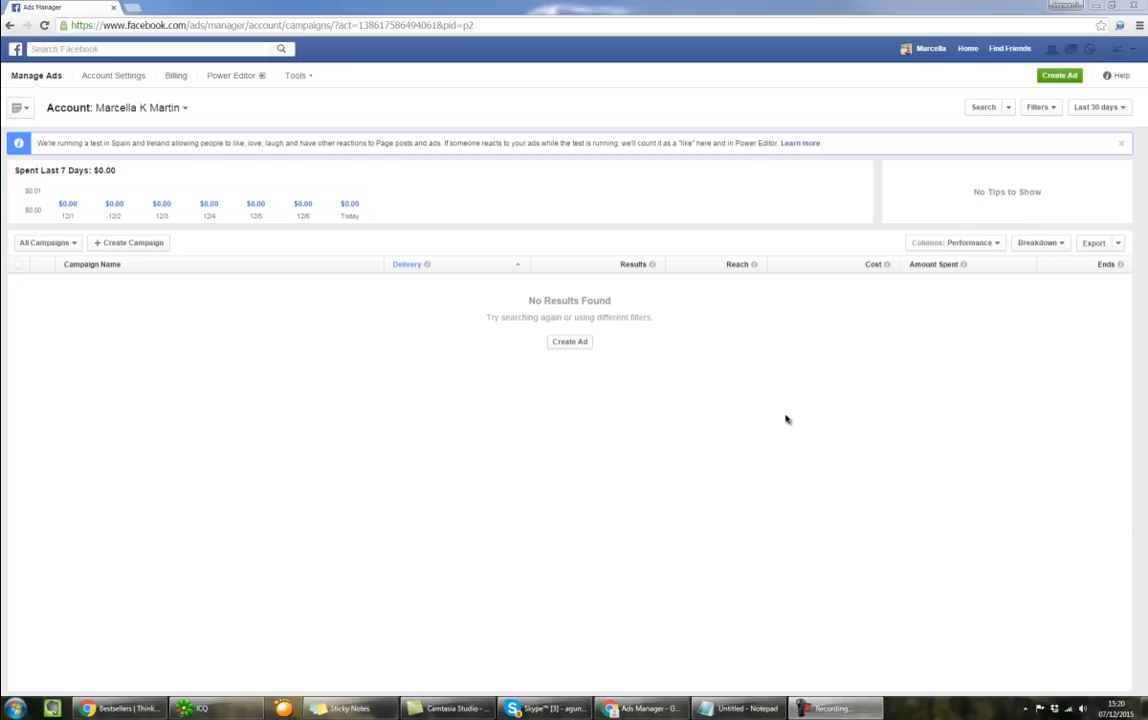 Ads Manager
https://www.facebook.com/ads/manager/account/campaigns/?act=138617586494061&pid=p2
Search Facebook
Marcella Home Find Friends
Manage Ads Account Settings Billing Power Editor Tools
Create Ad Help
Account: Marcella K Martin
Search Filters Last 30 days
We're running a test in Spain and Ireland allowing people to like, love, laugh and have other reactions to Page posts and ads. If someone reacts to your ads while the test is running, we'll count it as a "like" here and in Power Editor. Learn more.
Spent Last 7 Days: $0.00
$0.01
$0.00
$0.00 $0.00 $0.00 $0.00 $0.00 $0.00 $0.00
12/1 12/2 12/3 12/4 12/5 12/6 Today
No Tips to Show
All Campaigns + Create Campaign
Columns: Performance Breakdown Export
Campaign Name Delivery Results Reach Cost Amount Spent Ends
No Results Found
Try searching again or using different filters.
Create Ad
Bestsellers | Think... ICQ Sticky Notes Camtasia Studio - ... Skype™ [3] - agun... Ads Manager - G... Untitled - Notepad Recording...
15:20
07/12/2015